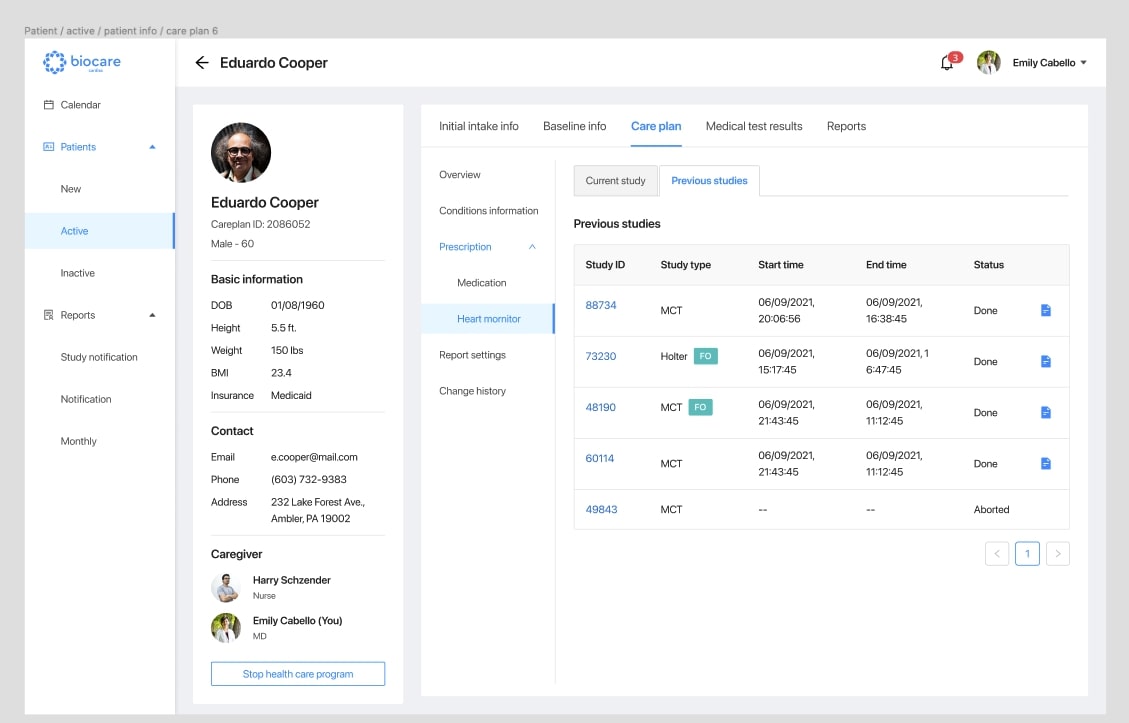 Patient / active / patient info / care plan 6
biocare
cardiac
Calendar
Patients
New
Active
Inactive
Reports
Study notification
Notification
Monthly
Eduardo Cooper
3
Emily Cabello
Eduardo Cooper
Careplan ID: 2086052
Male - 60
Basic information
DOB 01/08/1960
Height 5.5 ft.
Weight 150 lbs
BMI 23.4
Insurance Medicaid
Contact
Email e.cooper@mail.com
Phone (603) 732-9383
Address 232 Lake Forest Ave.,
Ambler, PA 19002
Caregiver
Harry Schzender
Nurse
Emily Cabello (You)
MD
Stop health care program
Initial intake info Baseline info Care plan Medical test results Reports
Overview
Conditions information
Prescription
Medication
Heart mornitor
Report settings
Change history
Current study Previous studies
Previous studies
Study ID Study type Start time End time Status
88734 MCT 06/09/2021, 06/09/2021, Done
20:06:56 16:38:45
73230 Holter FO 06/09/2021, 06/09/2021, 1 Done
15:17:45 6:47:45
48190 MCT FO 06/09/2021, 06/09/2021, Done
21:43:45 11:12:45
60114 MCT 06/09/2021, 06/09/2021, Done
21:43:45 11:12:45
49843 MCT -- -- Aborted
< 1 >